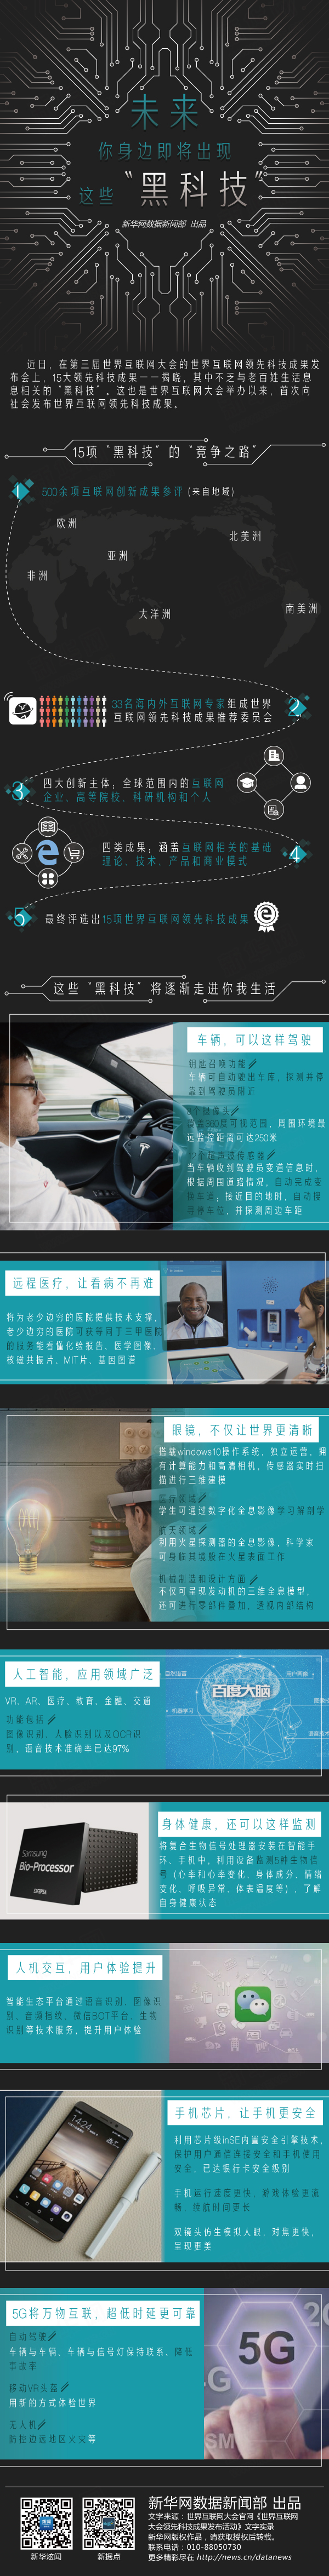 未来
你身边即将出现
这些“黑科技”
新华网数据新闻部 出品
近日，在第三届世界互联网大会的世界互联网领先科技成果发
布会上，15大领先科技成果一一揭晓，其中不乏与老百姓生活息
息相关的“黑科技”。这也是世界互联网大会举办以来，首次向
社会发布世界互联网领先科技成果。
15项“黑科技”的“竞争之路”
1
500余项互联网创新成果参评（来自地域）
欧洲
北美洲
亚洲
非洲
南美洲
大洋洲
33名海内外互联网专家组成世界
互联网领先科技成果推荐委员会
2
3
四大创新主体：全球范围内的互联网
企业、高等院校、科研机构和个人
四类成果：涵盖互联网相关的基础
理论、技术、产品和商业模式
4
5
最终评选出15项世界互联网领先科技成果
这些“黑科技”将逐渐走进你我生活
车辆，可以这样驾驶
钥匙召唤功能
车辆可自动驶出车库，探测并停
靠到驾驶员附近
360度可视范围，周围环境最
远监控距离可达250米
当车辆收到驾驶员变道信息时，
根据周围道路情况，自动完成变
接近目的地时，自动搜
并探测周边车距
远程医疗，让看病不再难
将为老少边穷的医院提供技术支撑，
老少边穷的医院可获等同于三甲医院
的服务能看懂化验报告、医学图像、
核磁共振片、MIT片、基因图谱
眼镜，不仅让世界更清晰
搭载windows10操作系统、独立运营、拥
有计算能力和高清相机，传感器实时扫
描进行三维建模
医疗领域
学生可通过数字化全息影像学习解剖学
航天领域
利用火星探测器的全息影像，科学家
可身临其境般在火星表面工作
机械制造和设计方面
不仅可呈现发动机的三维全息模型，
还可进行零部件叠加、透视内部结构
人工智能，应用领域广泛
VR、AR、医疗、教育、金融、交通
功能包括
图像识别、人脸识别以及OCR识
别，语音技术准确率已达97%
自然语言
用户画像
百度大脑
机器学习
身体健康，还可以这样监测
将复合生物信号处理器安装在智能手
环、手机中，利用设备监测5种生物信
号（心率和心率变化、身体成分、情绪
变化、呼吸异常、体表温度等），了解
自身健康状态
Samsung
Bio-Processor
人机交互，用户体验提升
智能生态平台通过语音识别、图像识
别、音频指纹、微信BOT平台、生物
识别等技术服务，提升用户体验
手机芯片，让手机更安全
利用芯片级inSE内置安全引擎技术，
保护用户通信连接安全和手机使用
安全，已达银行卡安全级别
手机运行速度更快、游戏体验更流
畅、续航时间更长
双镜头仿生模拟人眼，对焦更快，
呈现更美
14:24
5G将万物互联，超低时延更可靠
自动驾驶
车辆与车辆、车辆与信号灯保持联系，降低
事故率
移动VR头盔
用新的方式体验世界
无人机
防控边远地区火灾等
5G
新华网数据新闻部 出品
文字来源：世界互联网大会官网《世界互联网
大会领先科技成果发布活动》文字实录
新华网版权作品，请获取授权后转载。
联系电话：010-88050730
更多精彩尽在 http://news.cn/datanews
新华炫闻
新据点